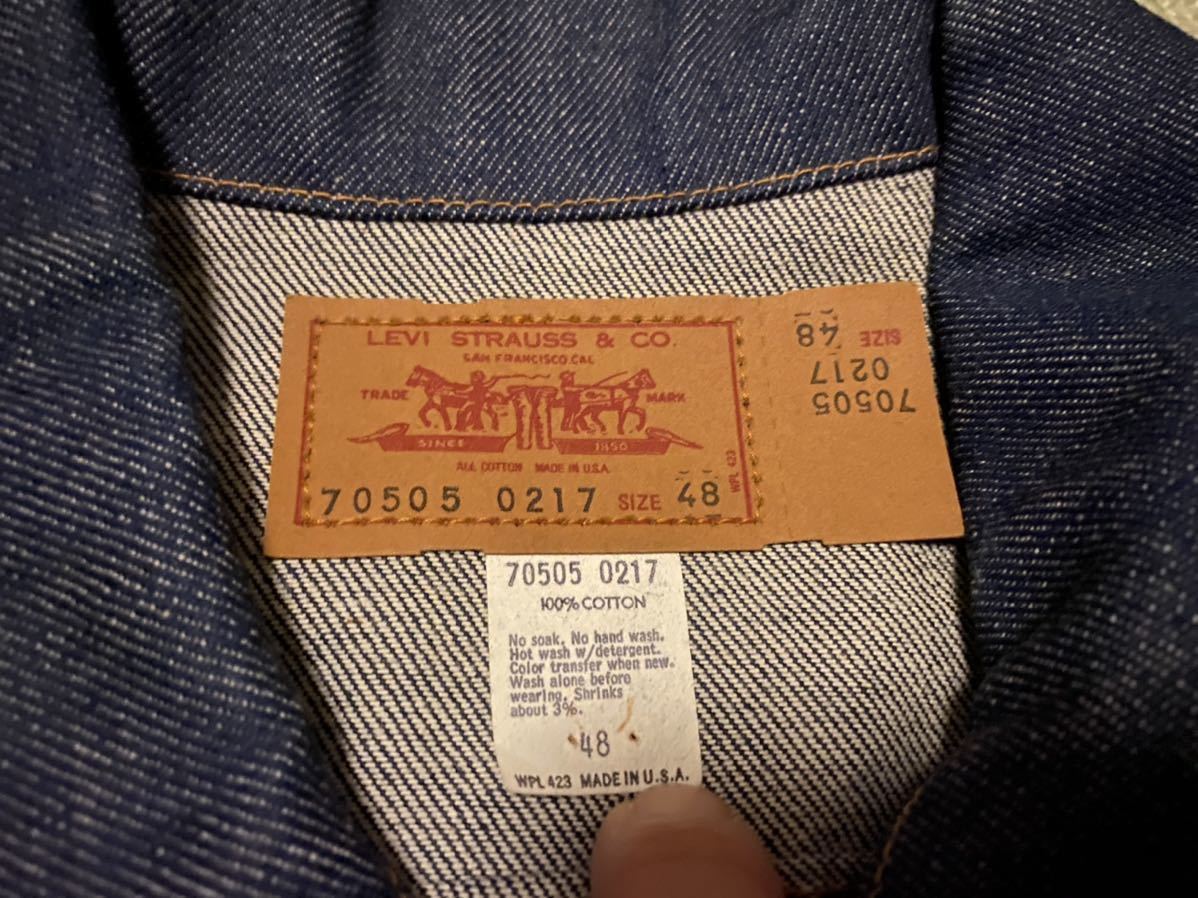 LEVI STRAUSS & CO.
SAN FRANCISCO, CAL
TRADE MARK
SINCE 1850
ALL COTTON MADE IN U.S.A.
WPL 423
70505 0217 SIZE 48
70505
0217
SIZE 48
70505 0217
100% COTTON
No soak. No hand wash.
Hot wash w/detergent.
Color transfer when new.
Wash alone before
wearing. Shrinks
about 3%.
48
WPL 423 MADE IN U.S.A.